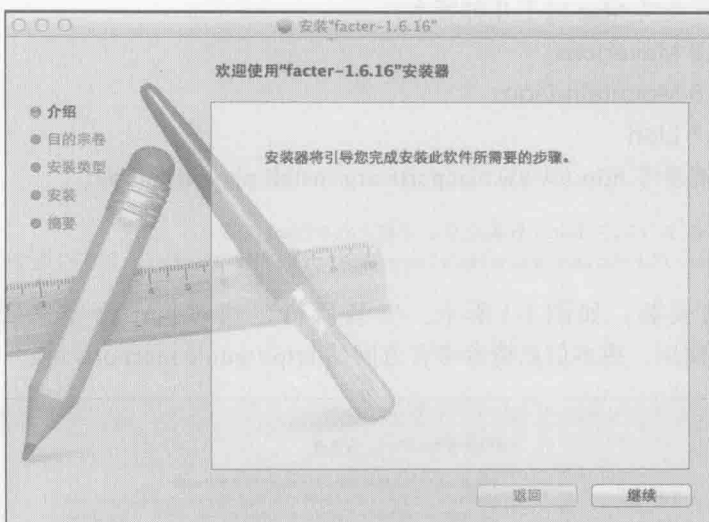 安装"facter-1.6.16"
欢迎使用"facter-1.6.16"安装器
介绍
目的宗卷
安装类型
安装
摘要
安装器将引导您完成安装此软件所需要的步骤。
返回
继续